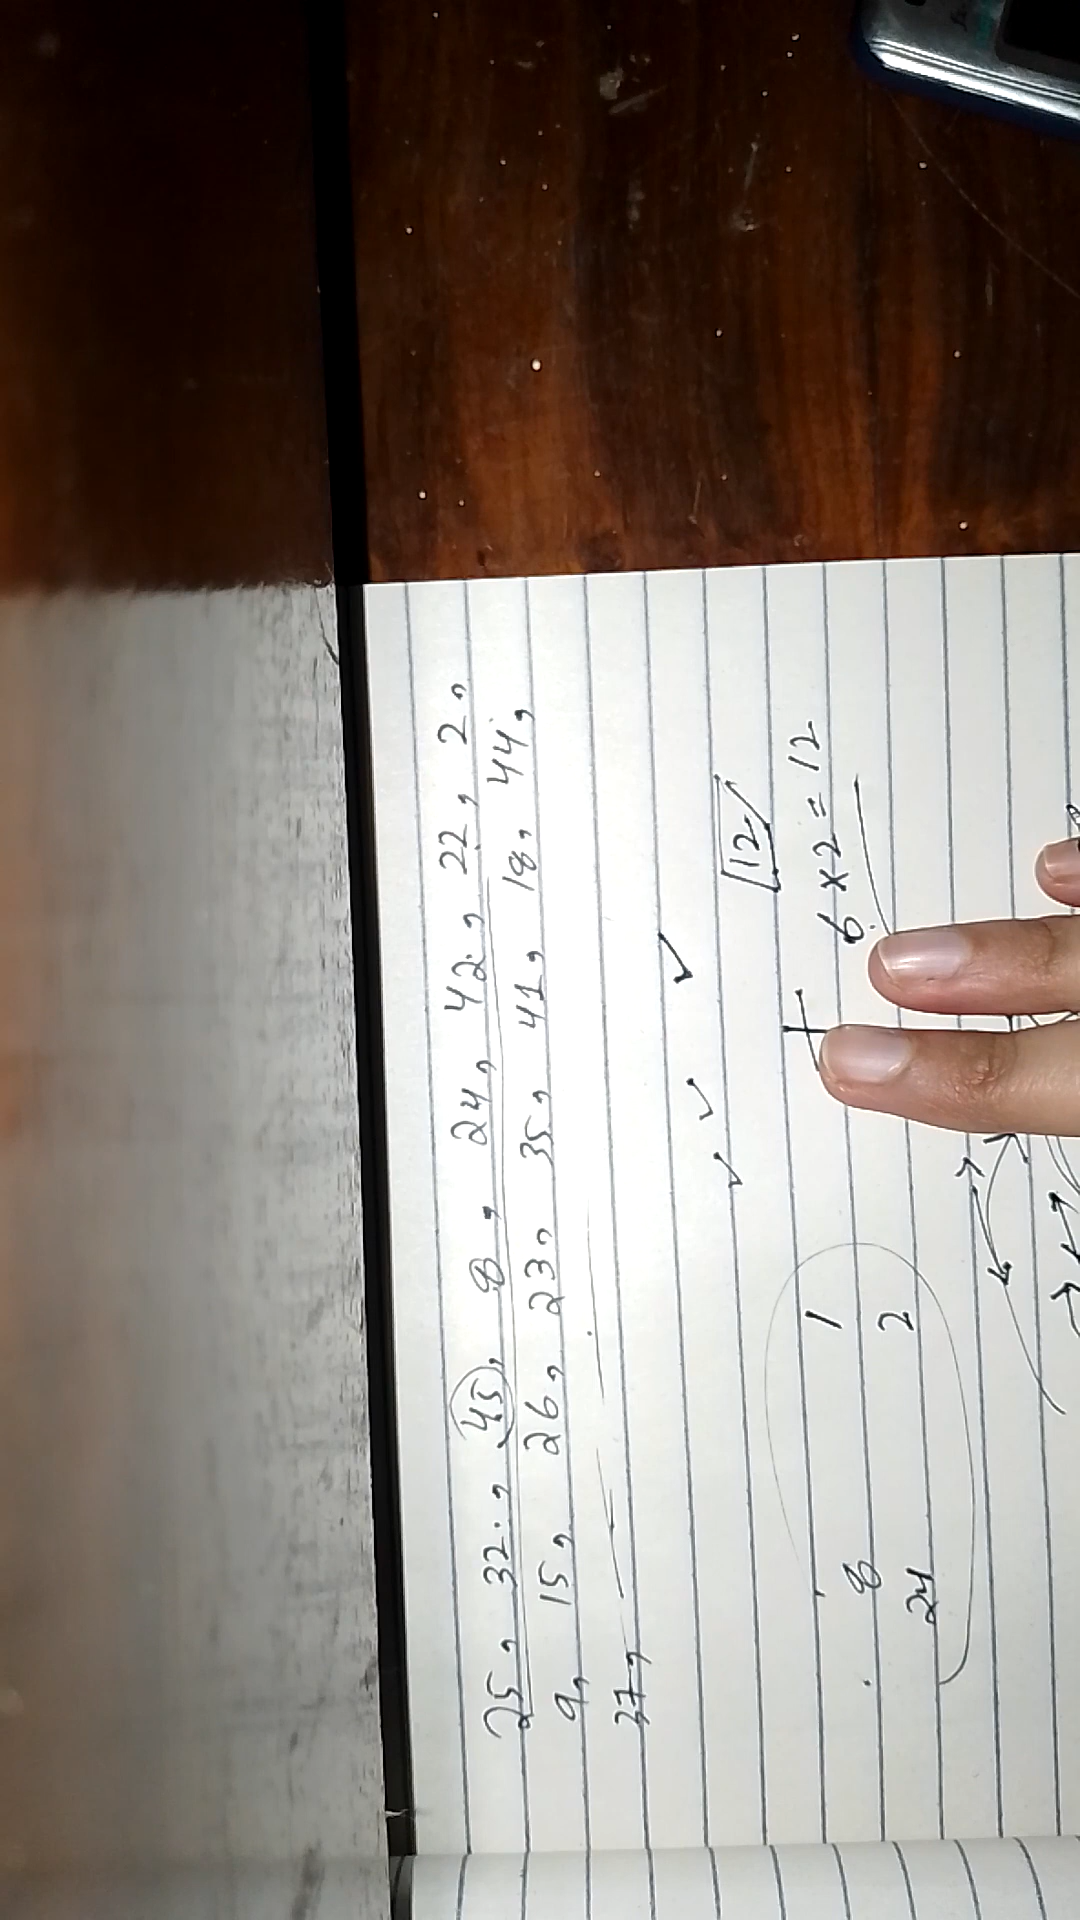 25, 32, 45, 8, 24, 42, 22, 2,
9, 15, 26, 23, 35, 41, 18, 44,
37,
12
6 x 2 = 12
1
8 2
24